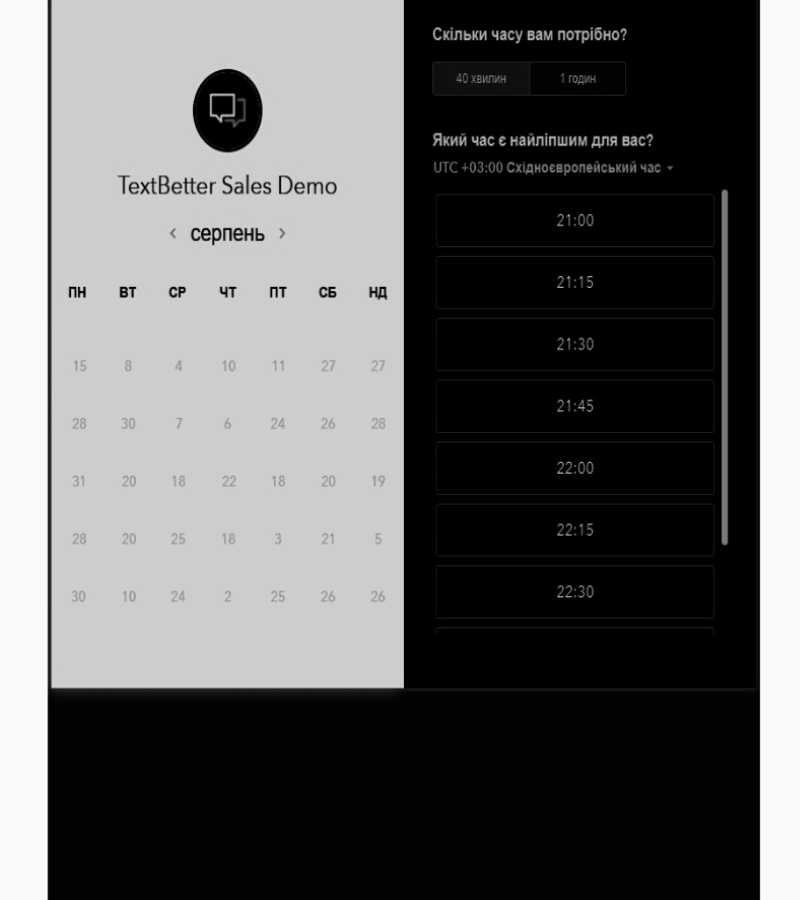 TextBetter Sales Demo
‹ серпень ›
ПН ВТ СР ЧТ ПТ СБ НД
15 8 4 10 11 27 27
28 30 7 6 24 26 28
31 20 18 22 18 20 19
28 20 25 18 3 21 5
30 10 24 2 25 26 26
Скільки часу вам потрібно?
40 хвилин 1 годин
Який час є найліпшим для вас?
UTC +03:00 Східноєвропейський час
21:00
21:15
21:30
21:45
22:00
22:15
22:30